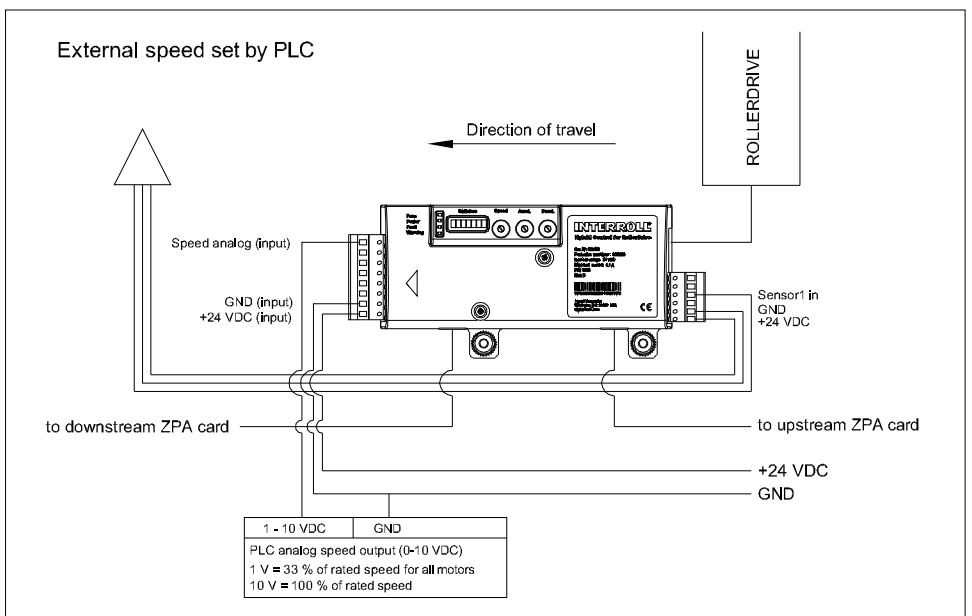 External speed set by PLC
ROLLERDRIVE
Direction of travel
Speed Accel. Decel.
INTERROLL
Speed analog (input)
GND (input)
+24 VDC (input)
Sensor1 in
GND
+24 VDC
CE
to downstream ZPA card
to upstream ZPA card
+24 VDC
GND
1 - 10 VDC GND
PLC analog speed output (0-10 VDC)
1 V = 33 % of rated speed for all motors
10 V = 100 % of rated speed